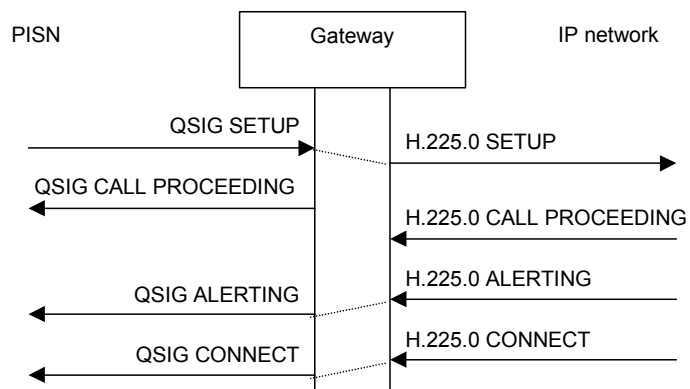 PISN
Gateway
IP network
QSIG SETUP
H.225.0 SETUP
QSIG CALL PROCEEDING
H.225.0 CALL PROCEEDING
H.225.0 ALERTING
QSIG ALERTING
H.225.0 CONNECT
QSIG CONNECT